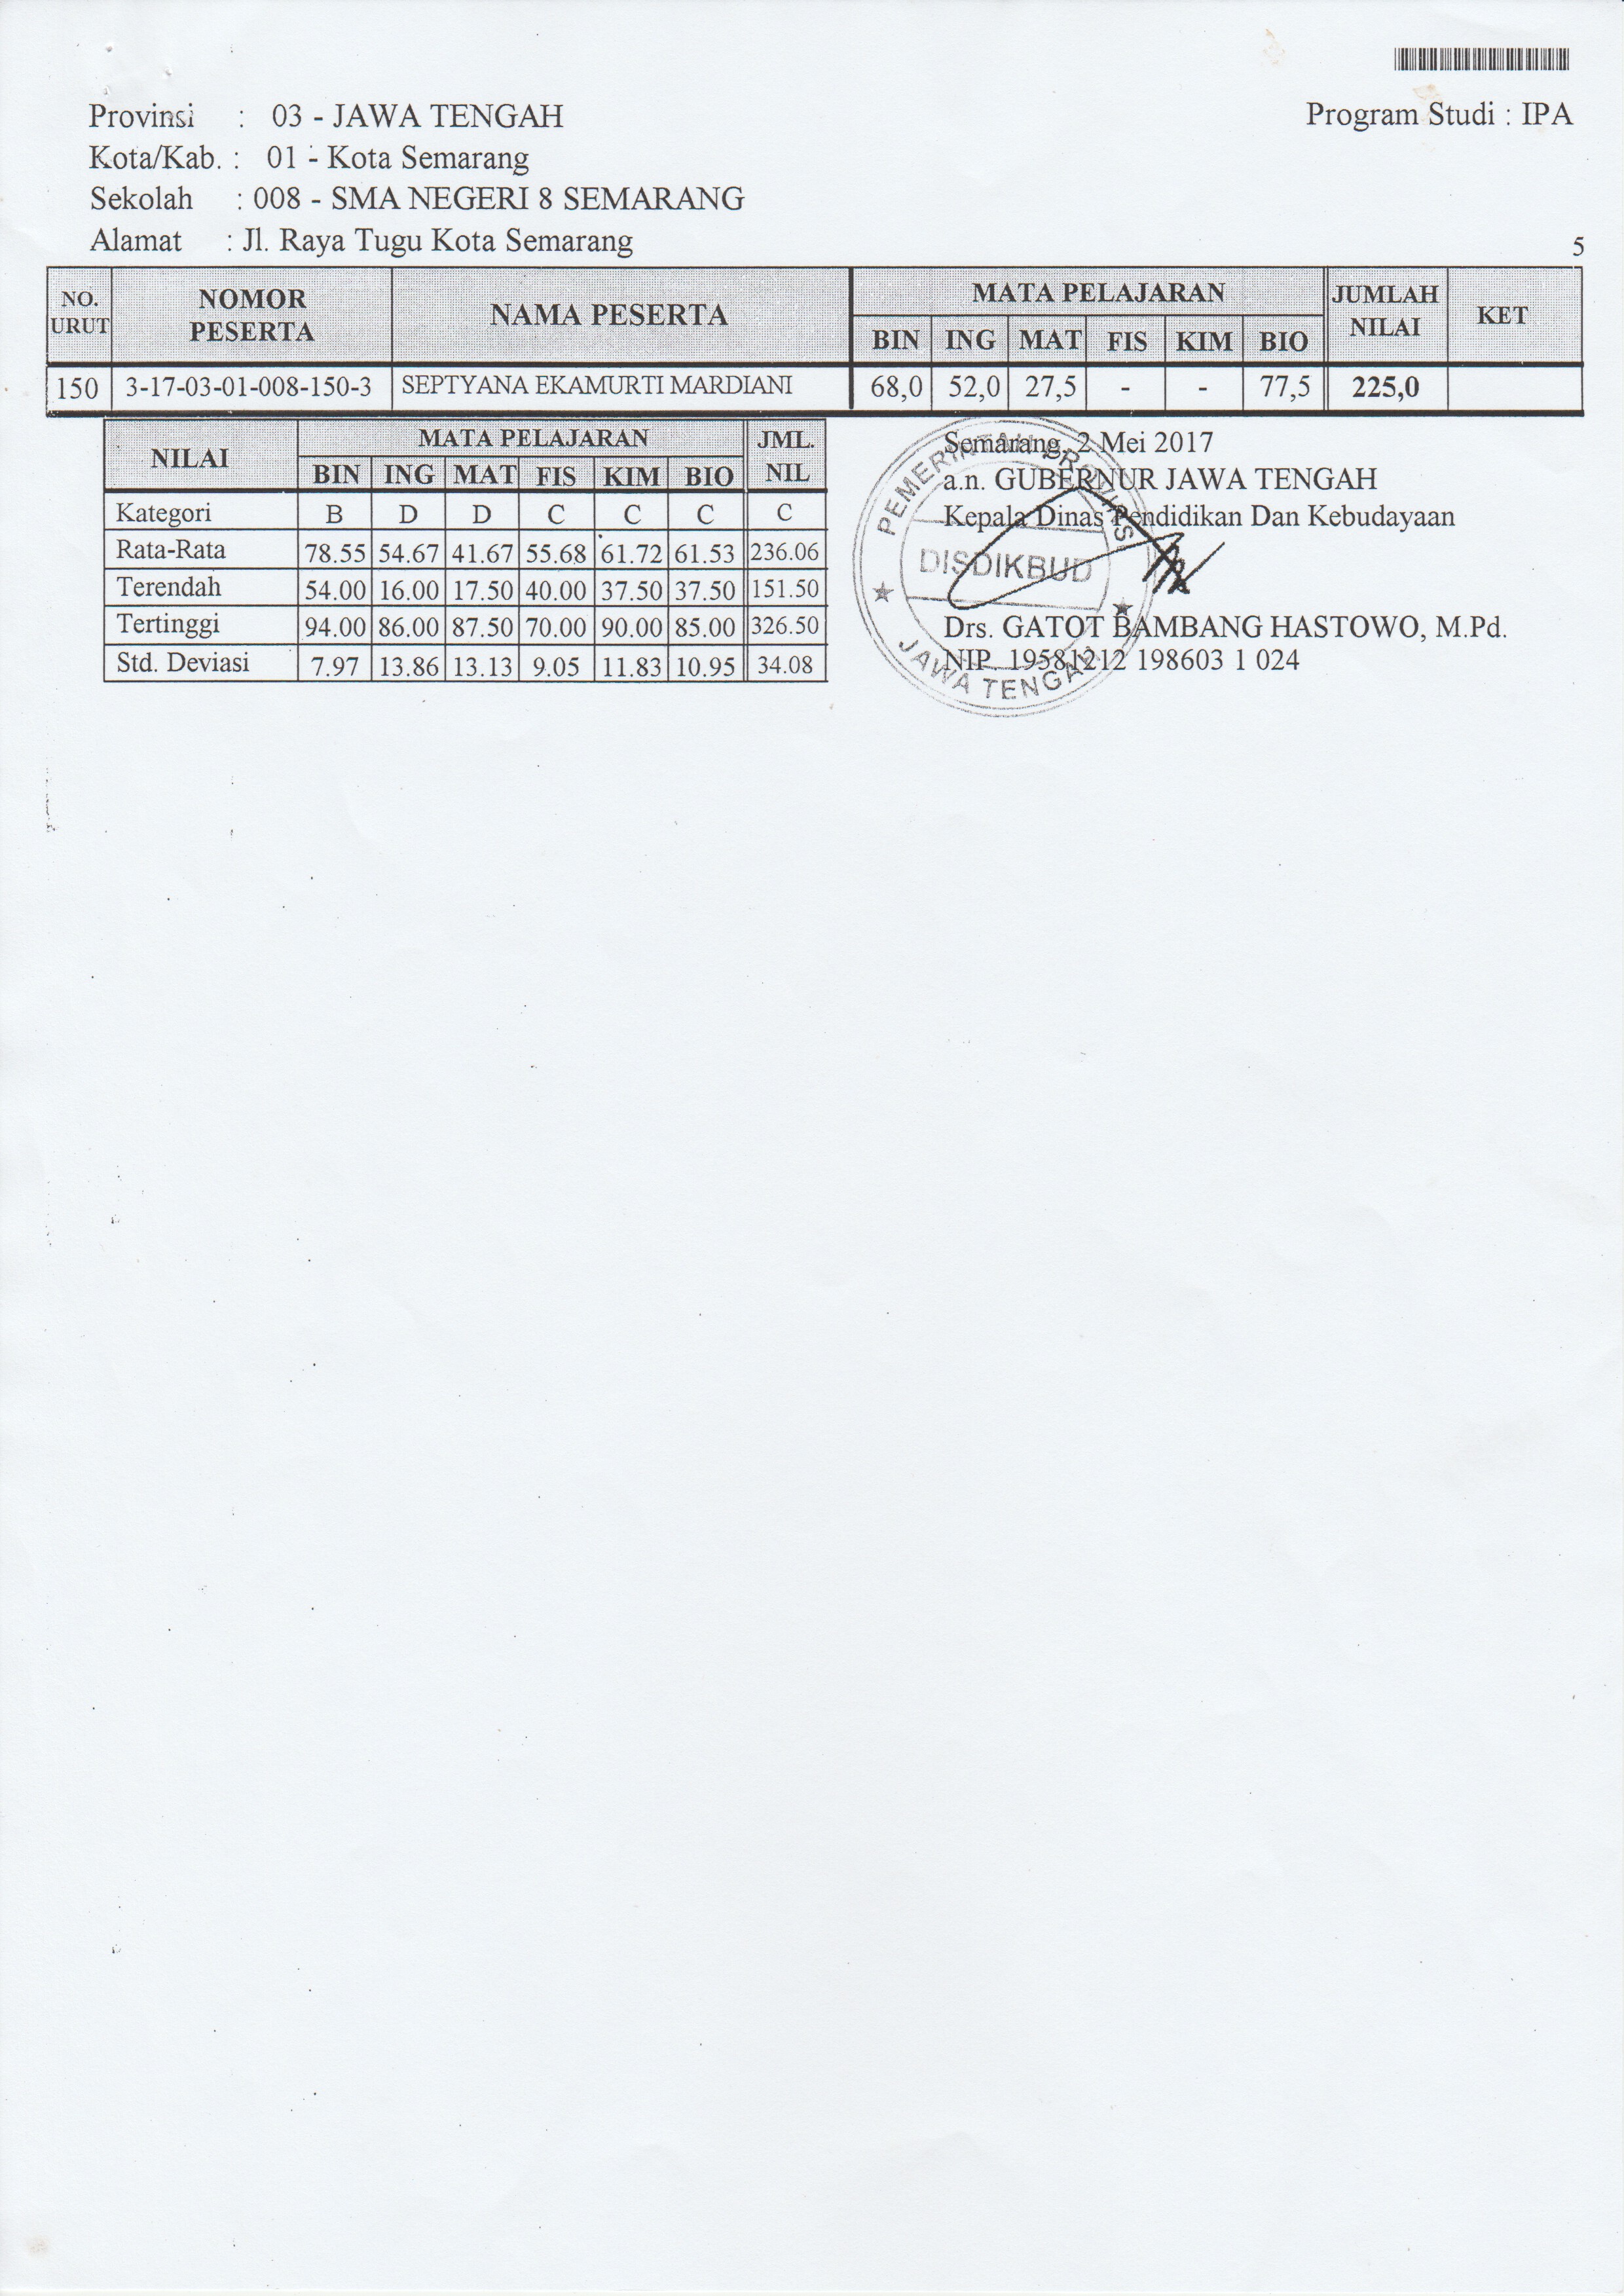 Provinsi : 03 - JAWA TENGAH
Program Studi : IPA
Kota/Kab. : 01 - Kota Semarang
Sekolah : 008 - SMA NEGERI 8 SEMARANG
Alamat : Jl. Raya Tugu Kota Semarang
5
NO. URUT NOMOR PESERTA NAMA PESERTA MATA PELAJARAN JUMLAH NILAI KET
BIN ING MAT FIS KIM BIO
150 3-17-03-01-008-150-3 SEPTYANA EKAMURTI MARDIANI 68,0 52,0 27,5 - - 77,5 225,0
NILAI MATA PELAJARAN JML. NIL
BIN ING MAT FIS KIM BIO
Kategori B D D C C C C
Rata-Rata 78.55 54.67 41.67 55.68 61.72 61.53 236.06
Terendah 54.00 16.00 17.50 40.00 37.50 37.50 151.50
Tertinggi 94.00 86.00 87.50 70.00 90.00 85.00 326.50
Std. Deviasi 7.97 13.86 13.13 9.05 11.83 10.95 34.08
Semarang, 2 Mei 2017
a.n. GUBERNUR JAWA TENGAH
Kepala Dinas Pendidikan Dan Kebudayaan
Drs. GATOT BAMBANG HASTOWO, M.Pd.
NIP. 19581212 198603 1 024
PEMERINTAH PROVINSI
DISDIKBUD
JAWA TENGAH